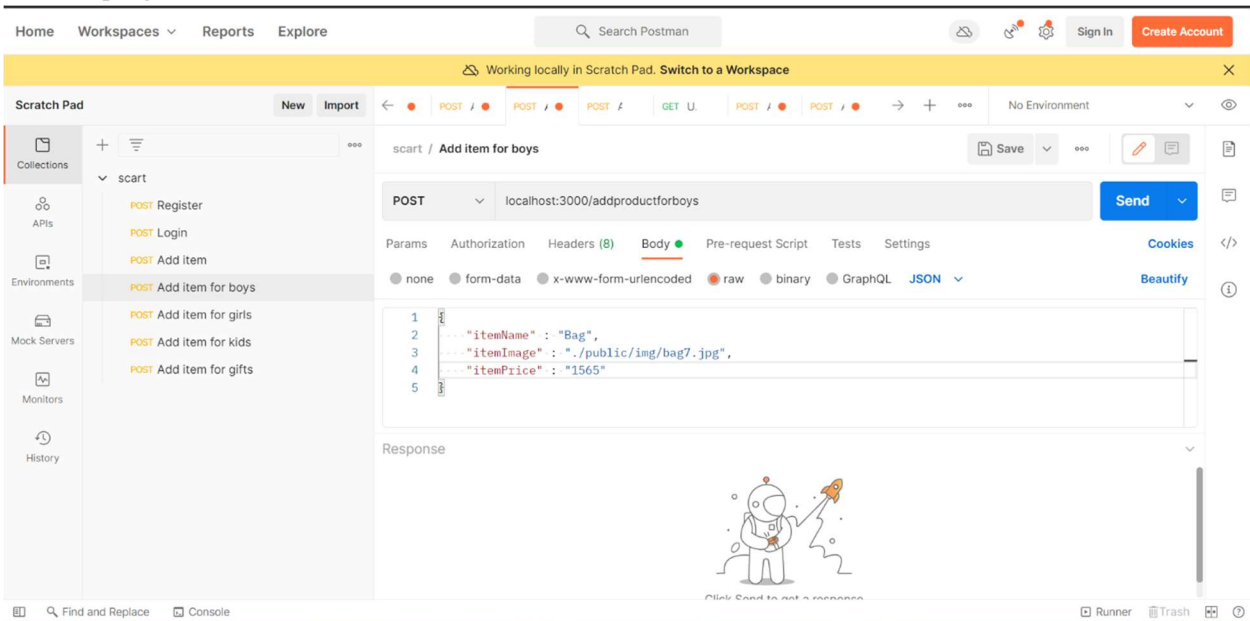 Home Workspaces Reports Explore Search Postman Sign In Create Account
Working locally in Scratch Pad. Switch to a Workspace
Scratch Pad New Import POST POST POST GET U. POST POST No Environment
Collections
APIs
Environments
Mock Servers
Monitors
History
scart
POST Register
POST Login
POST Add item
POST Add item for boys
POST Add item for girls
POST Add item for kids
POST Add item for gifts
scart / Add item for boys Save
POST localhost:3000/addproductforboys Send
Params Authorization Headers (8) Body Pre-request Script Tests Settings Cookies
none form-data x-www-form-urlencoded raw binary GraphQL JSON Beautify
1 {
2 "itemName" : "Bag",
3 "itemImage" : "./public/img/bag7.jpg",
4 "itemPrice" : "1565"
5 }
Response
Click Send to get a response
Find and Replace Console Runner Trash